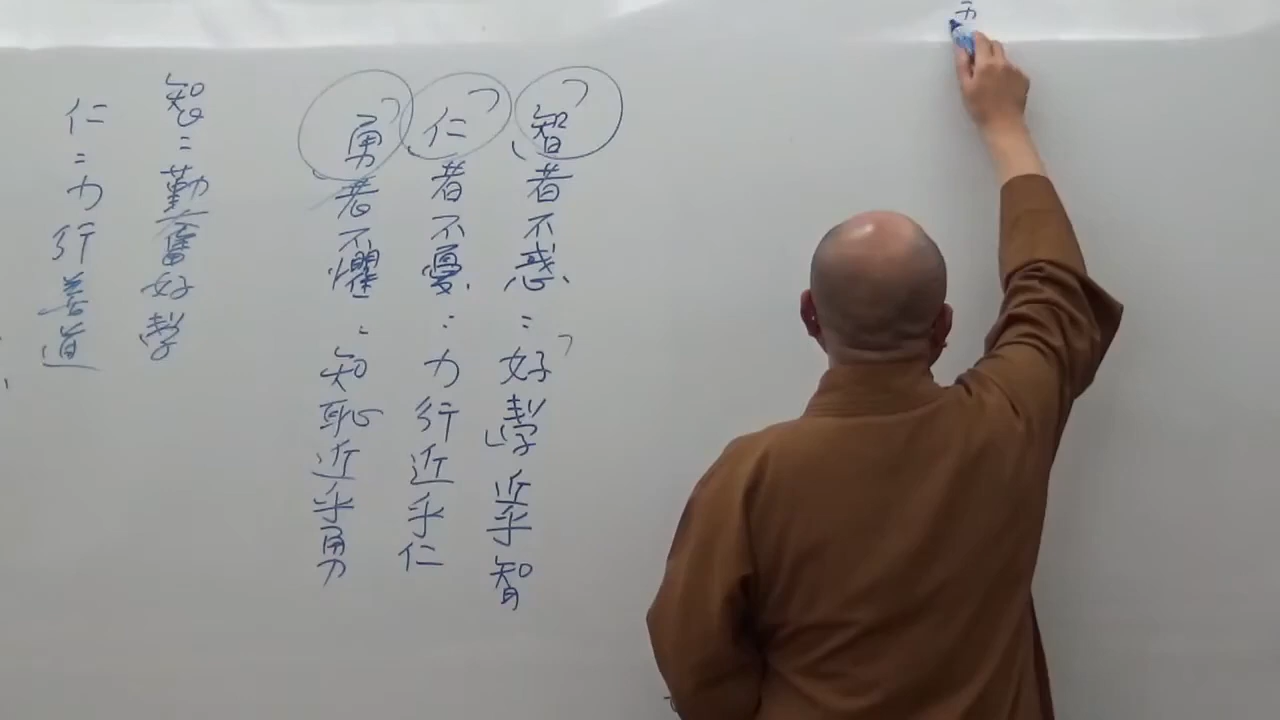 智者不惑：好學近乎智
仁者不憂：力行近乎仁
勇者不懼：知恥近乎勇
智：勤奮好學
仁：力行善道